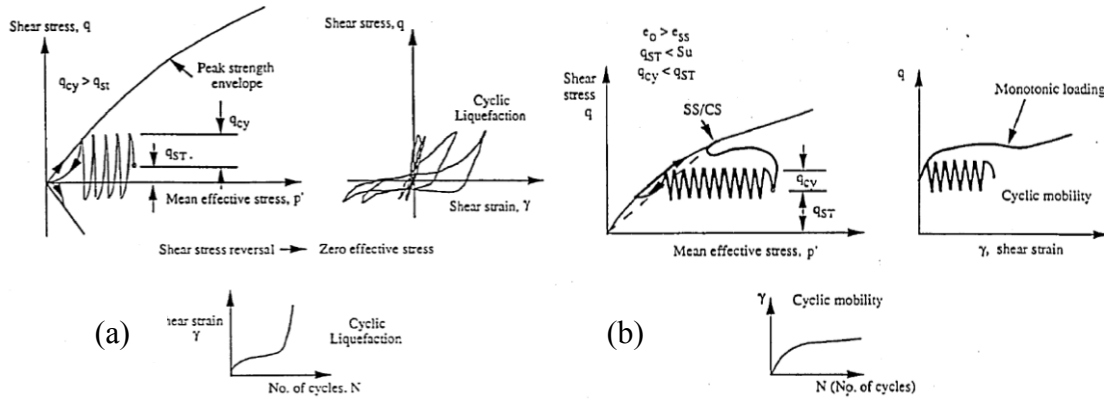 Shear stress, q
q_cy > q_st
Peak strength
envelope
q_cy
q_ST.
Mean effective stress, p'
Shear stress, q
Cyclic
Liquefaction
Shear strain, γ
Shear stress reversal
Zero effective stress
(a)
hear strain
γ
Cyclic
Liquefaction
No. of cycles, N
e_o > e_ss
q_ST < Su
q_cy < q_ST
Shear
stress
q
SS/CS
q_cy
q_ST
Mean effective stress, p'
q
Monotonic loading
Cyclic mobility
γ, shear strain
(b)
γ
Cyclic mobility
N (No. of cycles)